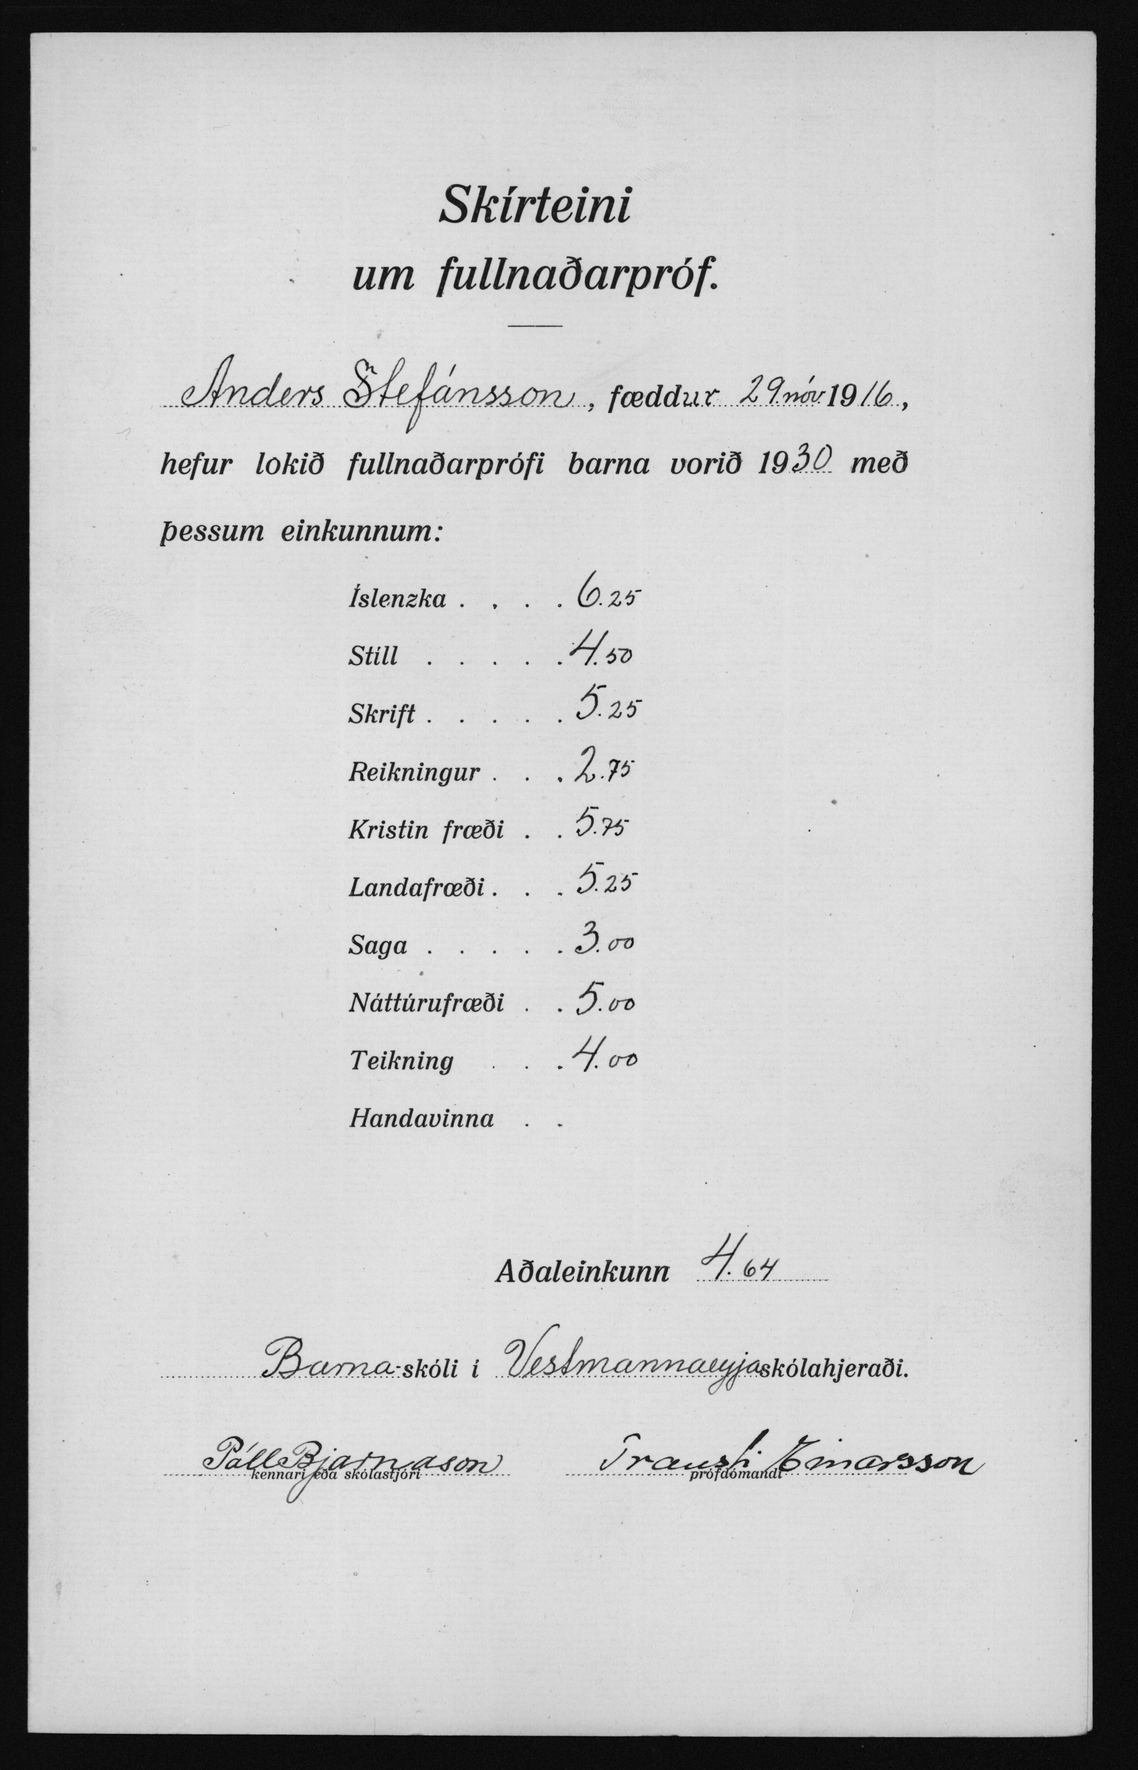 Skírteini
um fullnaðarpróf.
Anders Stefánsson, fæddur 29. nóv 1916,
hefur lokið fullnaðarprófi barna vorið 1930 með
þessum einkunnum:
Íslenzka . . . . 6.25
Stíll . . . . . 4.50
Skrift . . . . . 5.25
Reikningur . . . 2.75
Kristin fræði . . 5.75
Landafræði . . . 5.25
Saga . . . . . 3.00
Náttúrufræði . . 5.00
Teikning . . . 4.00
Handavinna . .
Aðaleinkunn 4.64
Barna-skóli í Vestmannaeyjaskólahjeraði.
Páll Bjarnason Trausti Einarsson
kennari eða skólastjóri prófdómandi